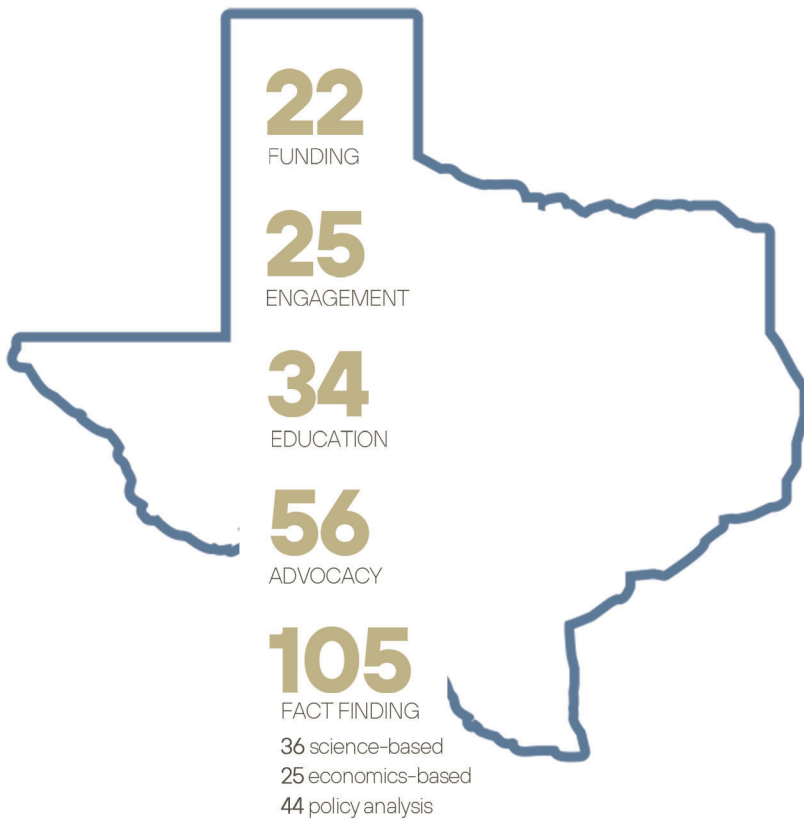 22
FUNDING
25
ENGAGEMENT
34
EDUCATION
56
ADVOCACY
105
FACT FINDING
36 science-based
25 economics-based
44 policy analysis